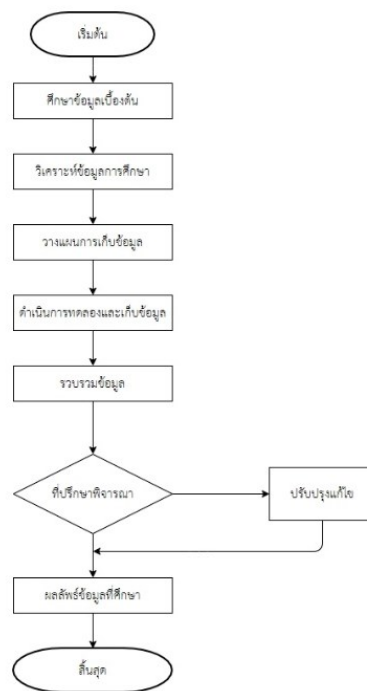 เริ่มต้น
ศึกษาข้อมูลเบื้องต้น
วิเคราะห์ข้อมูลการศึกษา
วางแผนการเก็บข้อมูล
ดำเนินการทดลองและเก็บข้อมูล
รวบรวมข้อมูล
ที่ปรึกษาพิจารณา
ปรับปรุงแก้ไข
ผลลัพธ์ข้อมูลที่ศึกษา
สิ้นสุด